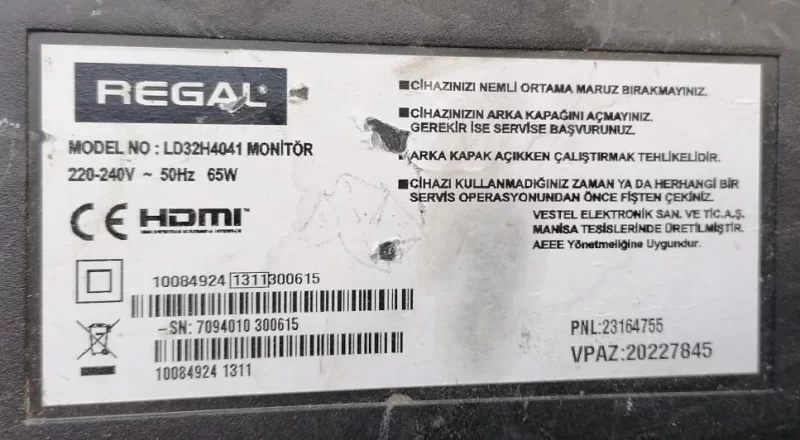 REGAL®
MODEL NO : LD32H4041 MONİTÖR
220-240V ~ 50Hz 65W
CE HDMI™
10084924 1311300615
-SN: 7094010 300615
10084924 1311
■CİHAZINIZI NEMLİ ORTAMA MARUZ BIRAKMAYINIZ.
■CİHAZINIZIN ARKA KAPAĞINI AÇMAYINIZ.
GEREKİR İSE SERVİSE BAŞVURUNUZ.
■ARKA KAPAK AÇIKKEN ÇALIŞTIRMAK TEHLİKELİDİR.
■CİHAZI KULLANMADIĞINIZ ZAMAN YA DA HERHANGİ BİR
SERVİS OPERASYONUNDAN ÖNCE FİŞTEN ÇEKİNİZ.
VESTEL ELEKTRONİK SAN. VE TİC.A.Ş.
MANİSA TESİSLERİNDE ÜRETİLMİŞTİR.
AEEE Yönetmeliğine Uygundur.
PNL:23164755
VPAZ:20227845